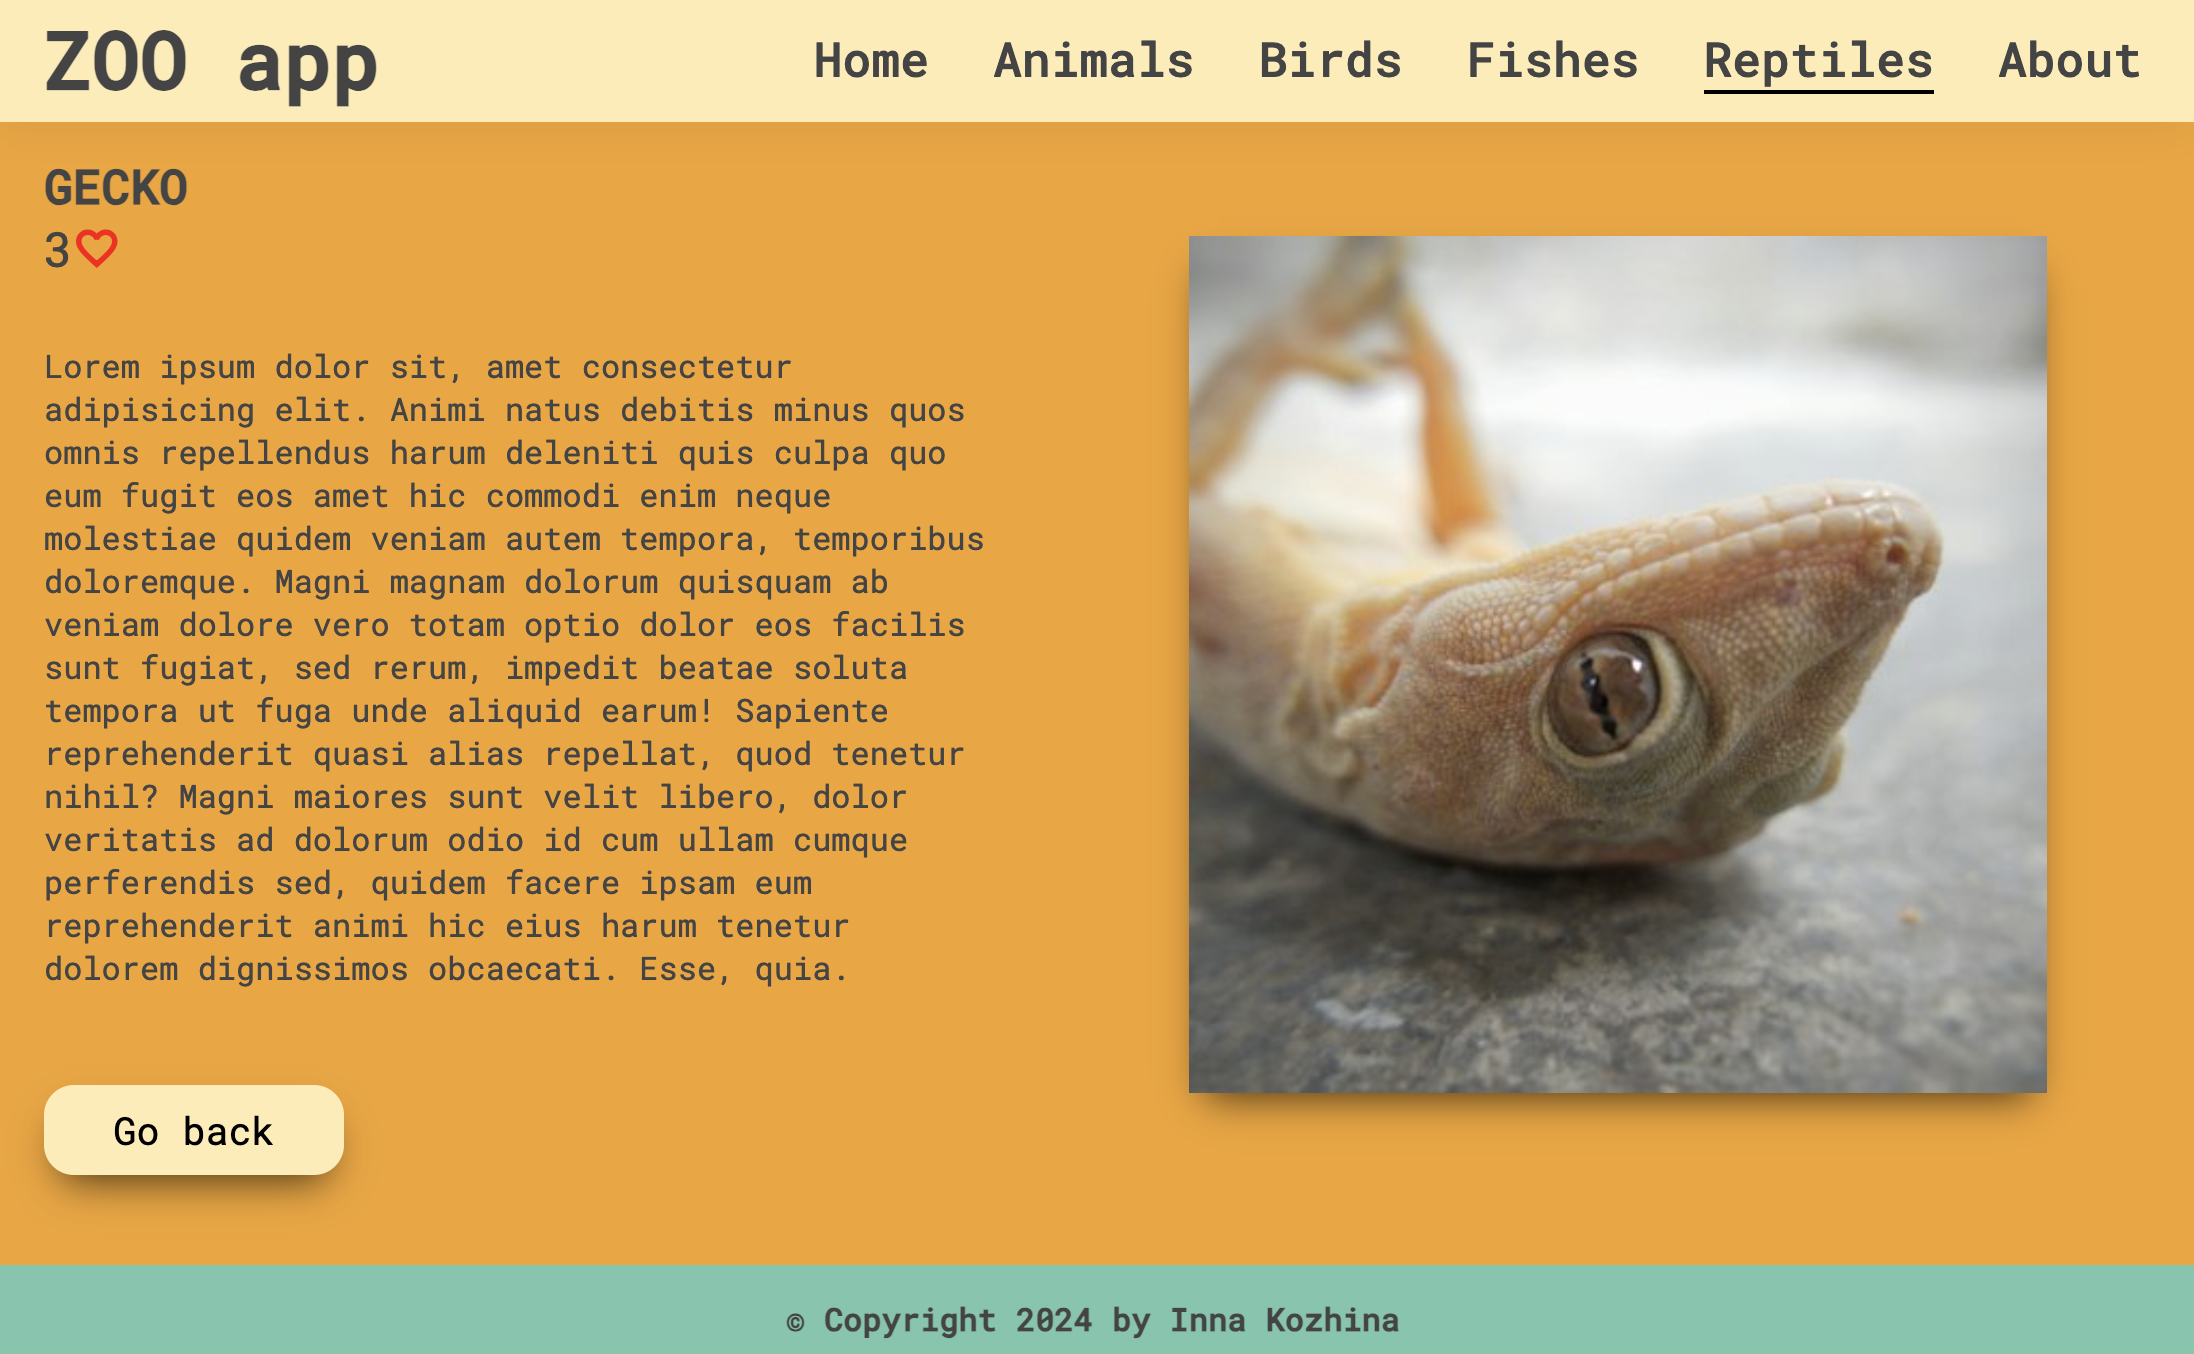 ZOO app
Home Animals Birds Fishes Reptiles About
GECKO
3
Lorem ipsum dolor sit, amet consectetur
adipisicing elit. Animi natus debitis minus quos
omnis repellendus harum deleniti quis culpa quo
eum fugit eos amet hic commodi enim neque
molestiae quidem veniam autem tempora, temporibus
doloremque. Magni magnam dolorum quisquam ab
veniam dolore vero totam optio dolor eos facilis
sunt fugiat, sed rerum, impedit beatae soluta
tempora ut fuga unde aliquid earum! Sapiente
reprehenderit quasi alias repellat, quod tenetur
nihil? Magni maiores sunt velit libero, dolor
veritatis ad dolorum odio id cum ullam cumque
perferendis sed, quidem facere ipsam eum
reprehenderit animi hic eius harum tenetur
dolorem dignissimos obcaecati. Esse, quia.
Go back
© Copyright 2024 by Inna Kozhina